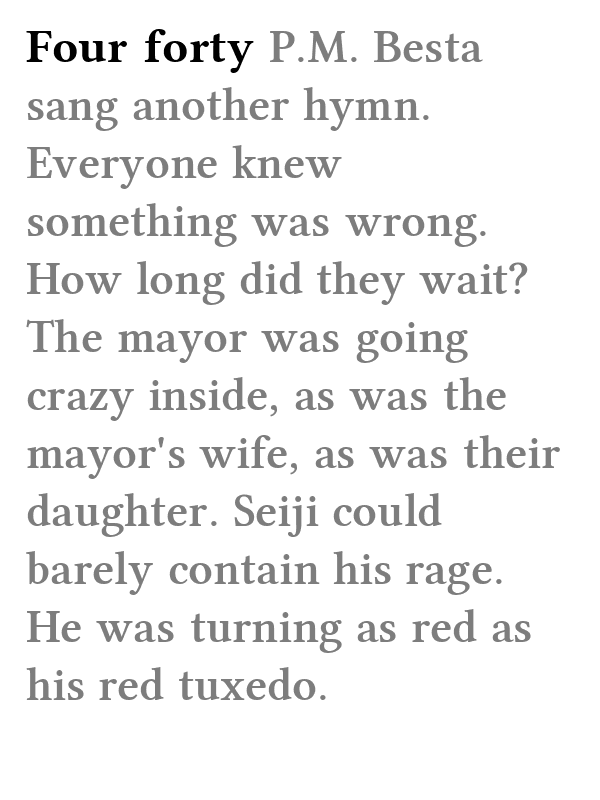 Four forty P.M. Besta
sang another hymn.
Everyone knew
something was wrong.
How long did they wait?
The mayor was going
crazy inside, as was the
mayor's wife, as was their
daughter. Seiji could
barely contain his rage.
He was turning as red as
his red tuxedo.